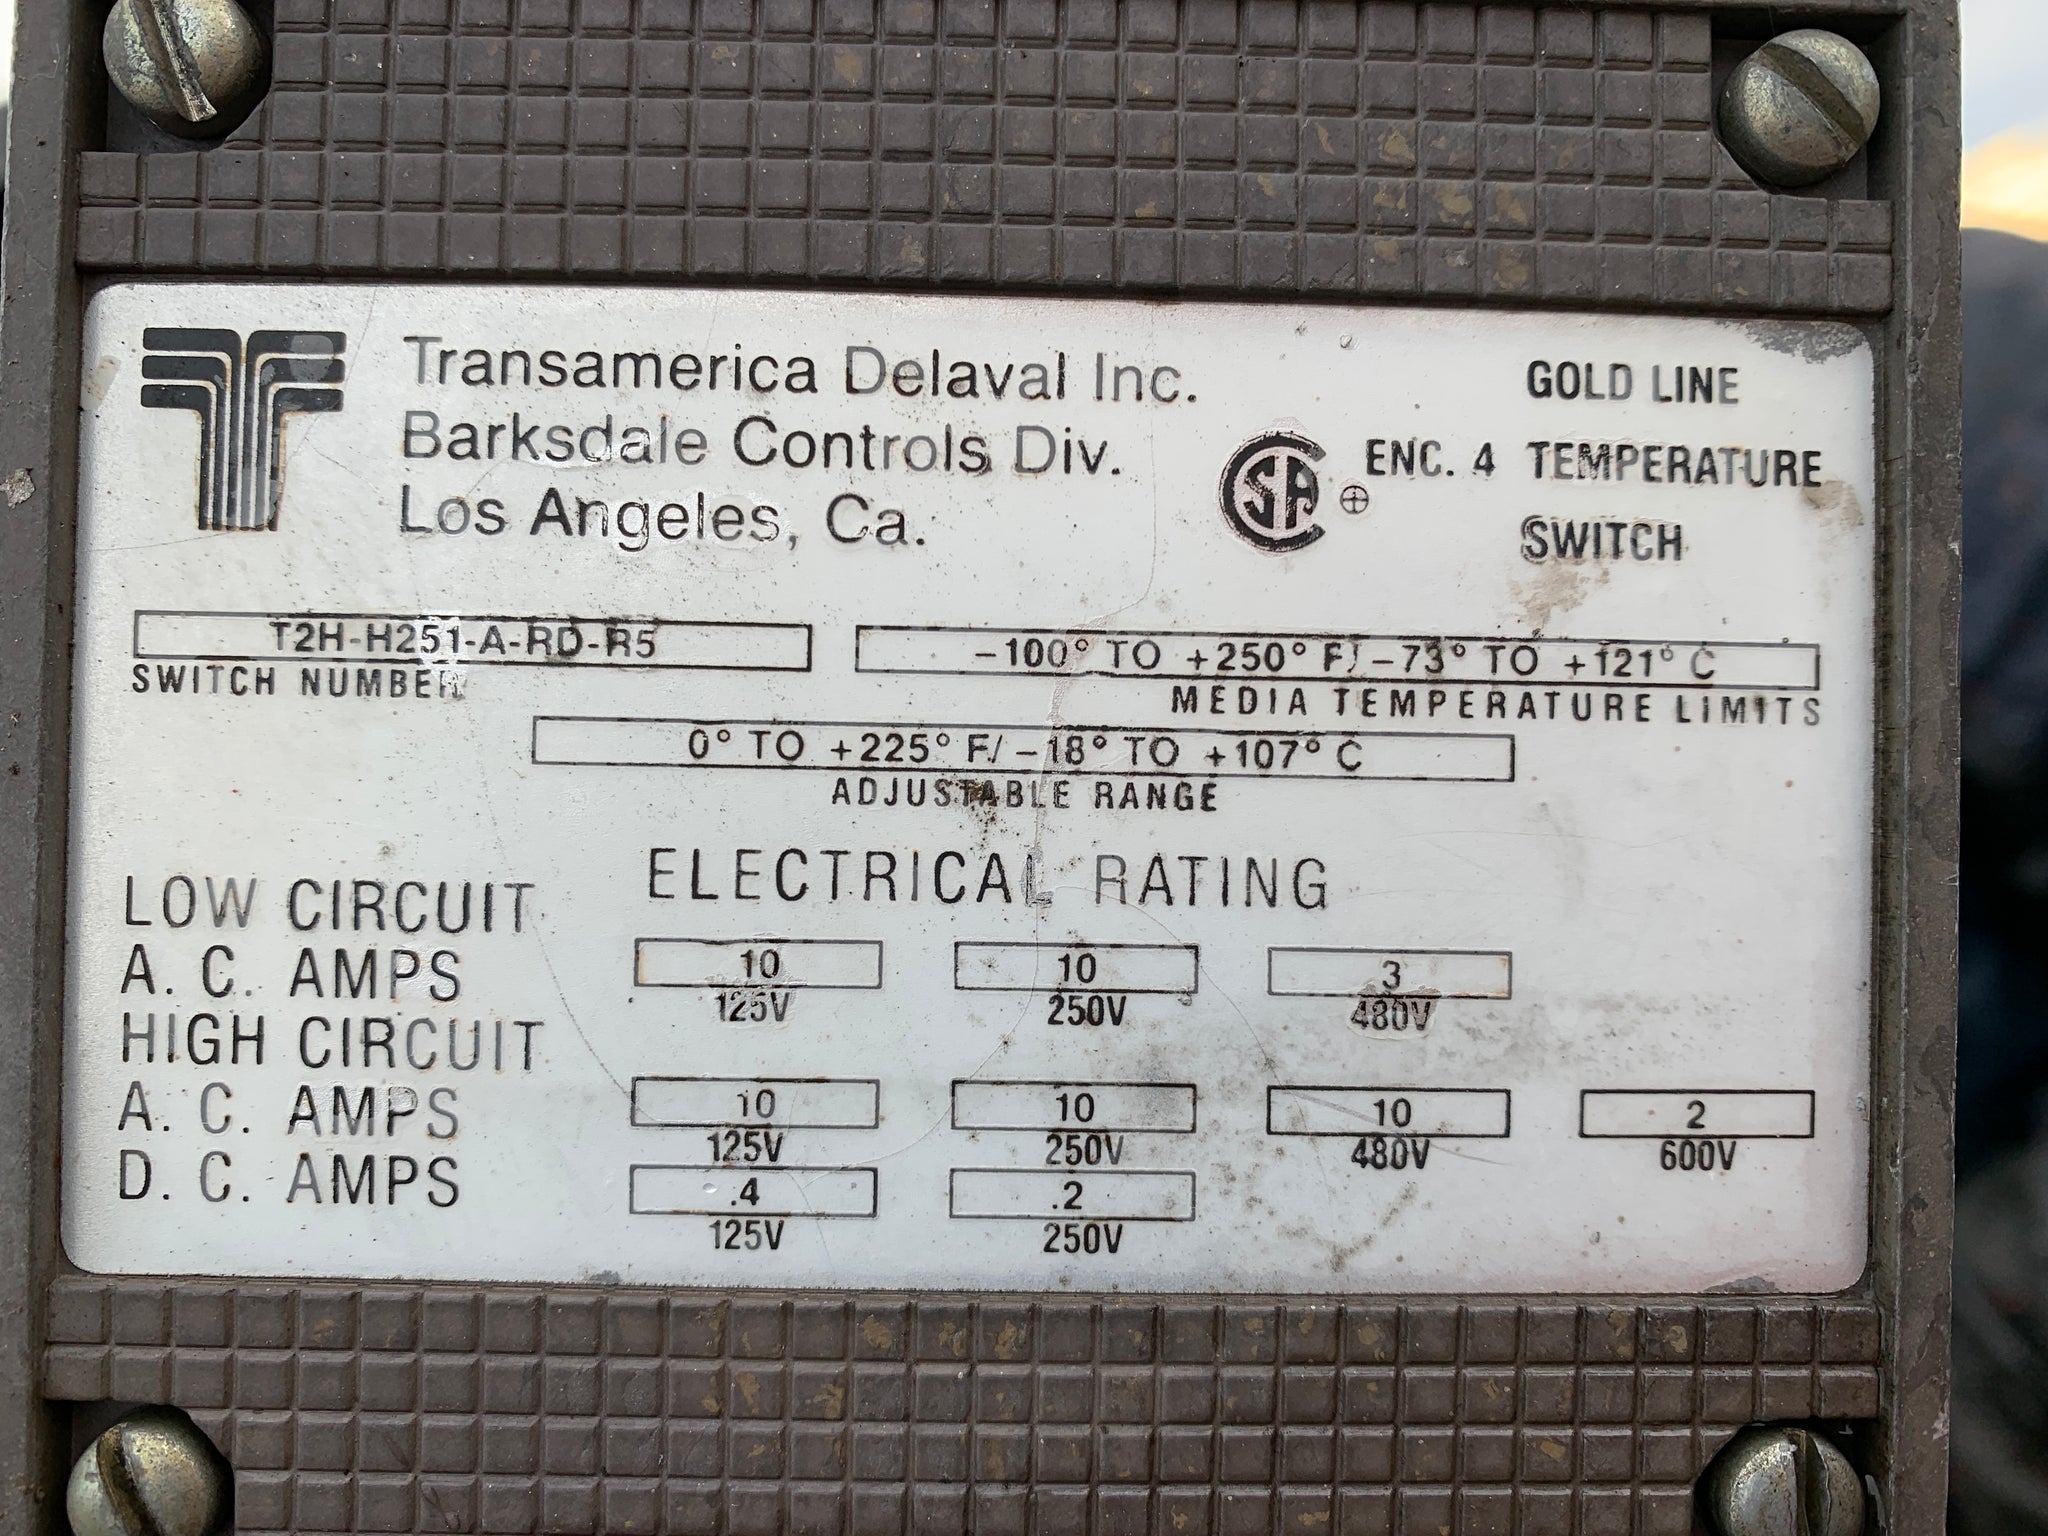 Transamerica Delaval Inc.
Barksdale Controls Div.
Los Angeles, Ca.
CSA
ENC. 4
GOLD LINE
TEMPERATURE
SWITCH
T2H-H251-A-RD-R5
SWITCH NUMBER
-100° TO +250° F/ -73° TO +121° C
MEDIA TEMPERATURE LIMITS
0° TO +225° F/ -18° TO +107° C
ADJUSTABLE RANGE
ELECTRICAL RATING
LOW CIRCUIT
A. C. AMPS
10 10 3
125V 250V 480V
HIGH CIRCUIT
A. C. AMPS
10 10 10 2
125V 250V 480V 600V
D. C. AMPS
.4 .2
125V 250V